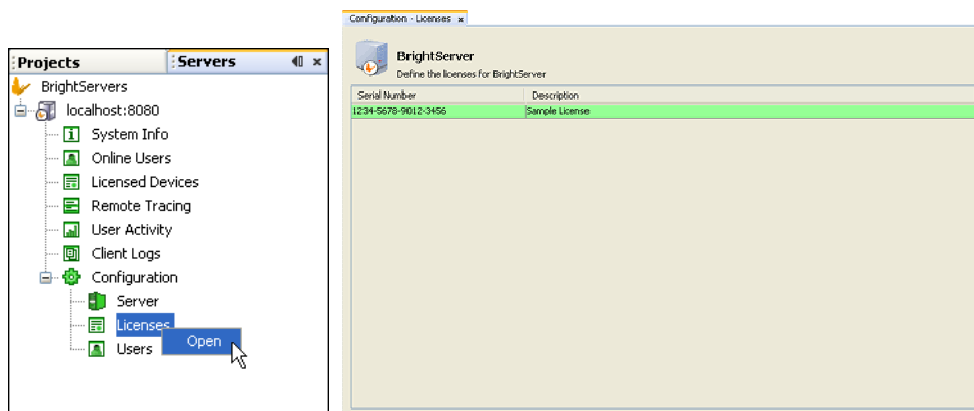 Projects
Servers
BrightServers
localhost:8080
System Info
Online Users
Licensed Devices
Remote Tracing
User Activity
Client Logs
Configuration
Server
Licenses
Open
Users
Configuration - Licenses
BrightServer
Define the licenses for BrightServer
Serial Number Description
1234-5678-9012-3456 Sample License